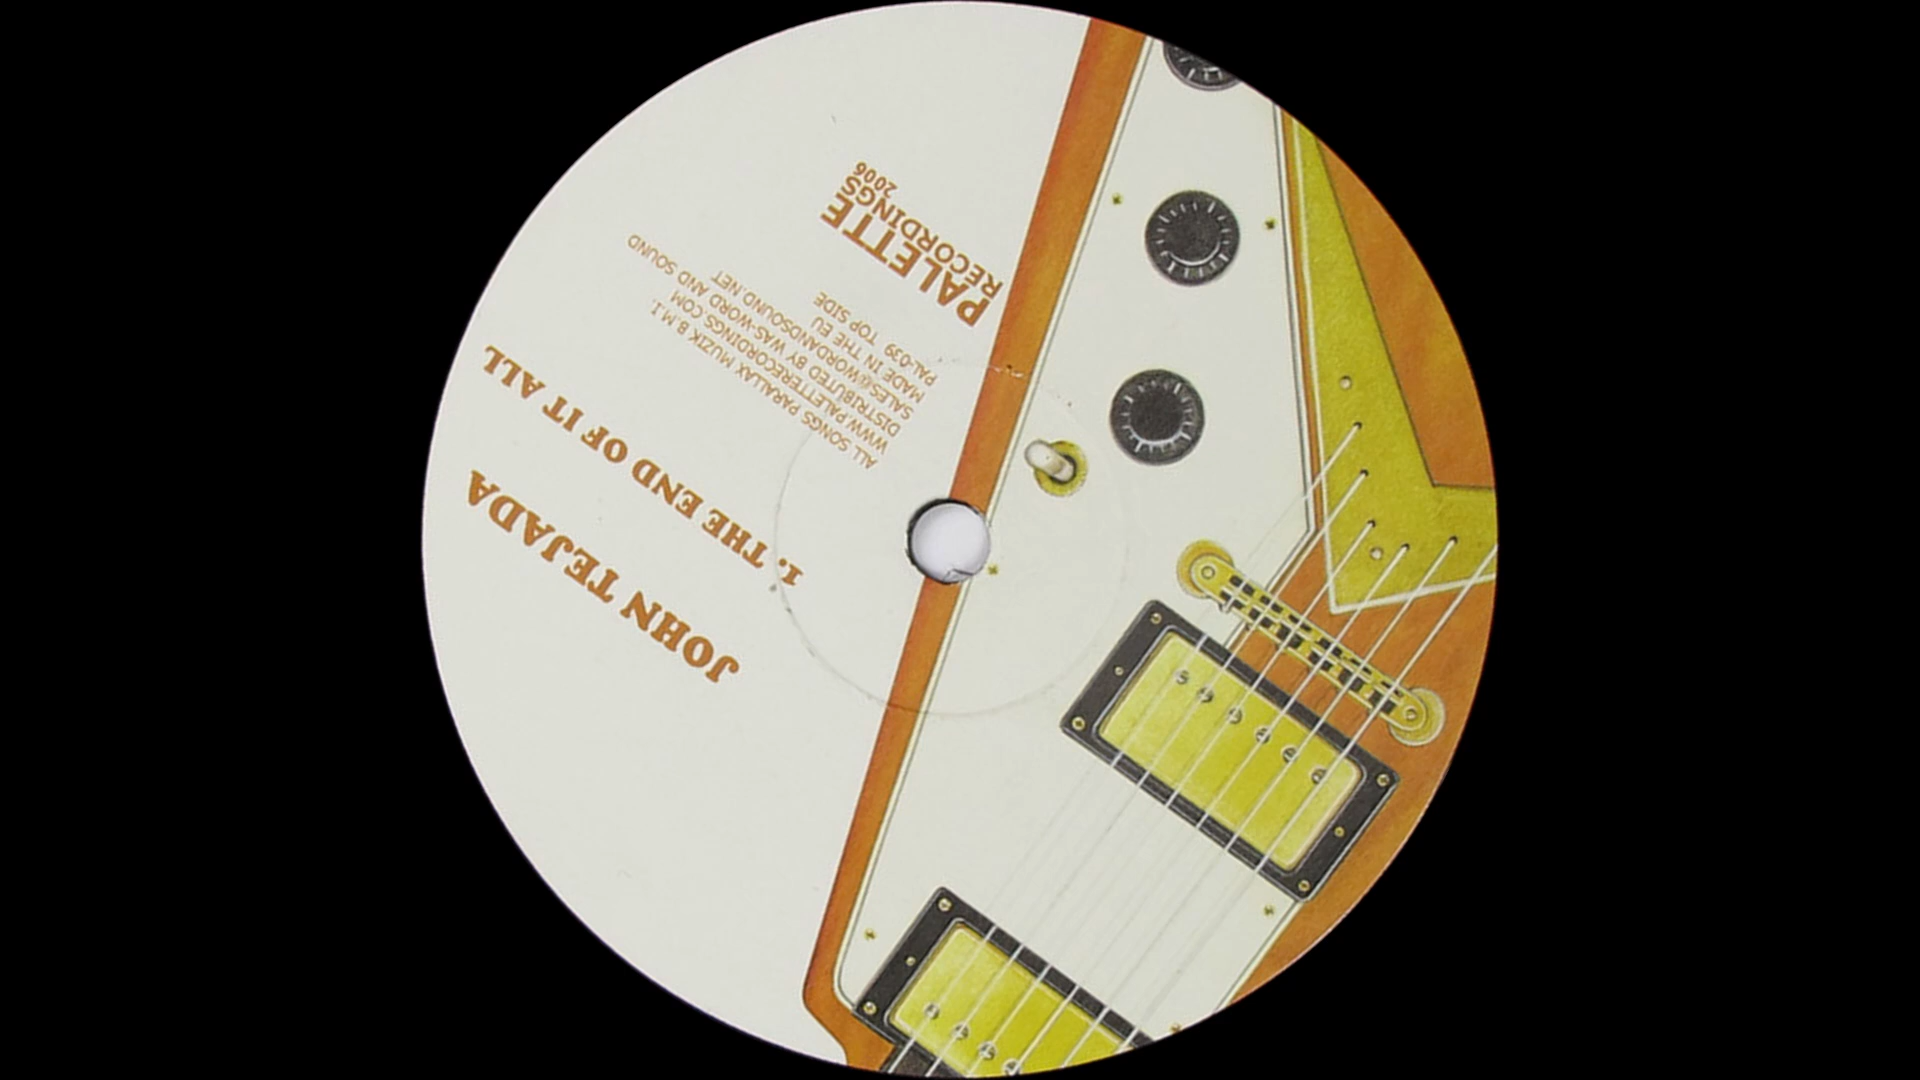 JOHN TEJADA
1. THE END OF IT ALL
ALL SONGS PARALLAX MUZIK B.M.I.
WWW.PALETTERECORDINGS.COM
DISTRIBUTED BY WAS-WORD AND SOUND
SALES@WORDANDSOUND.NET
MADE IN THE EU
PAL-039 TOP SIDE
PALETTE
RECORDINGS
2006